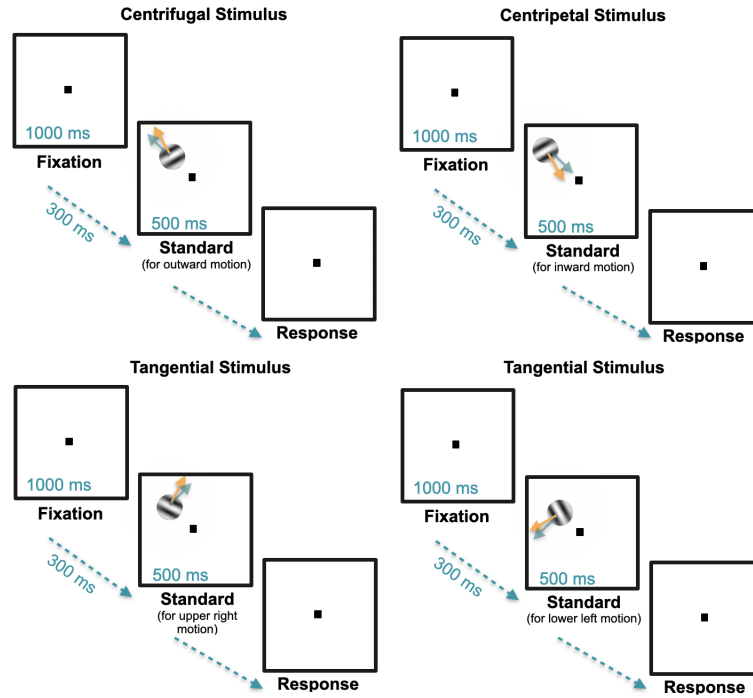 Centrifugal Stimulus
1000 ms
Fixation
300 ms
500 ms
Standard
(for outward motion)
Response
Centripetal Stimulus
1000 ms
Fixation
300 ms
500 ms
Standard
(for inward motion)
Response
Tangential Stimulus
1000 ms
Fixation
300 ms
500 ms
Standard
(for upper right
motion)
Response
Tangential Stimulus
1000 ms
Fixation
300 ms
500 ms
Standard
(for lower left motion)
Response